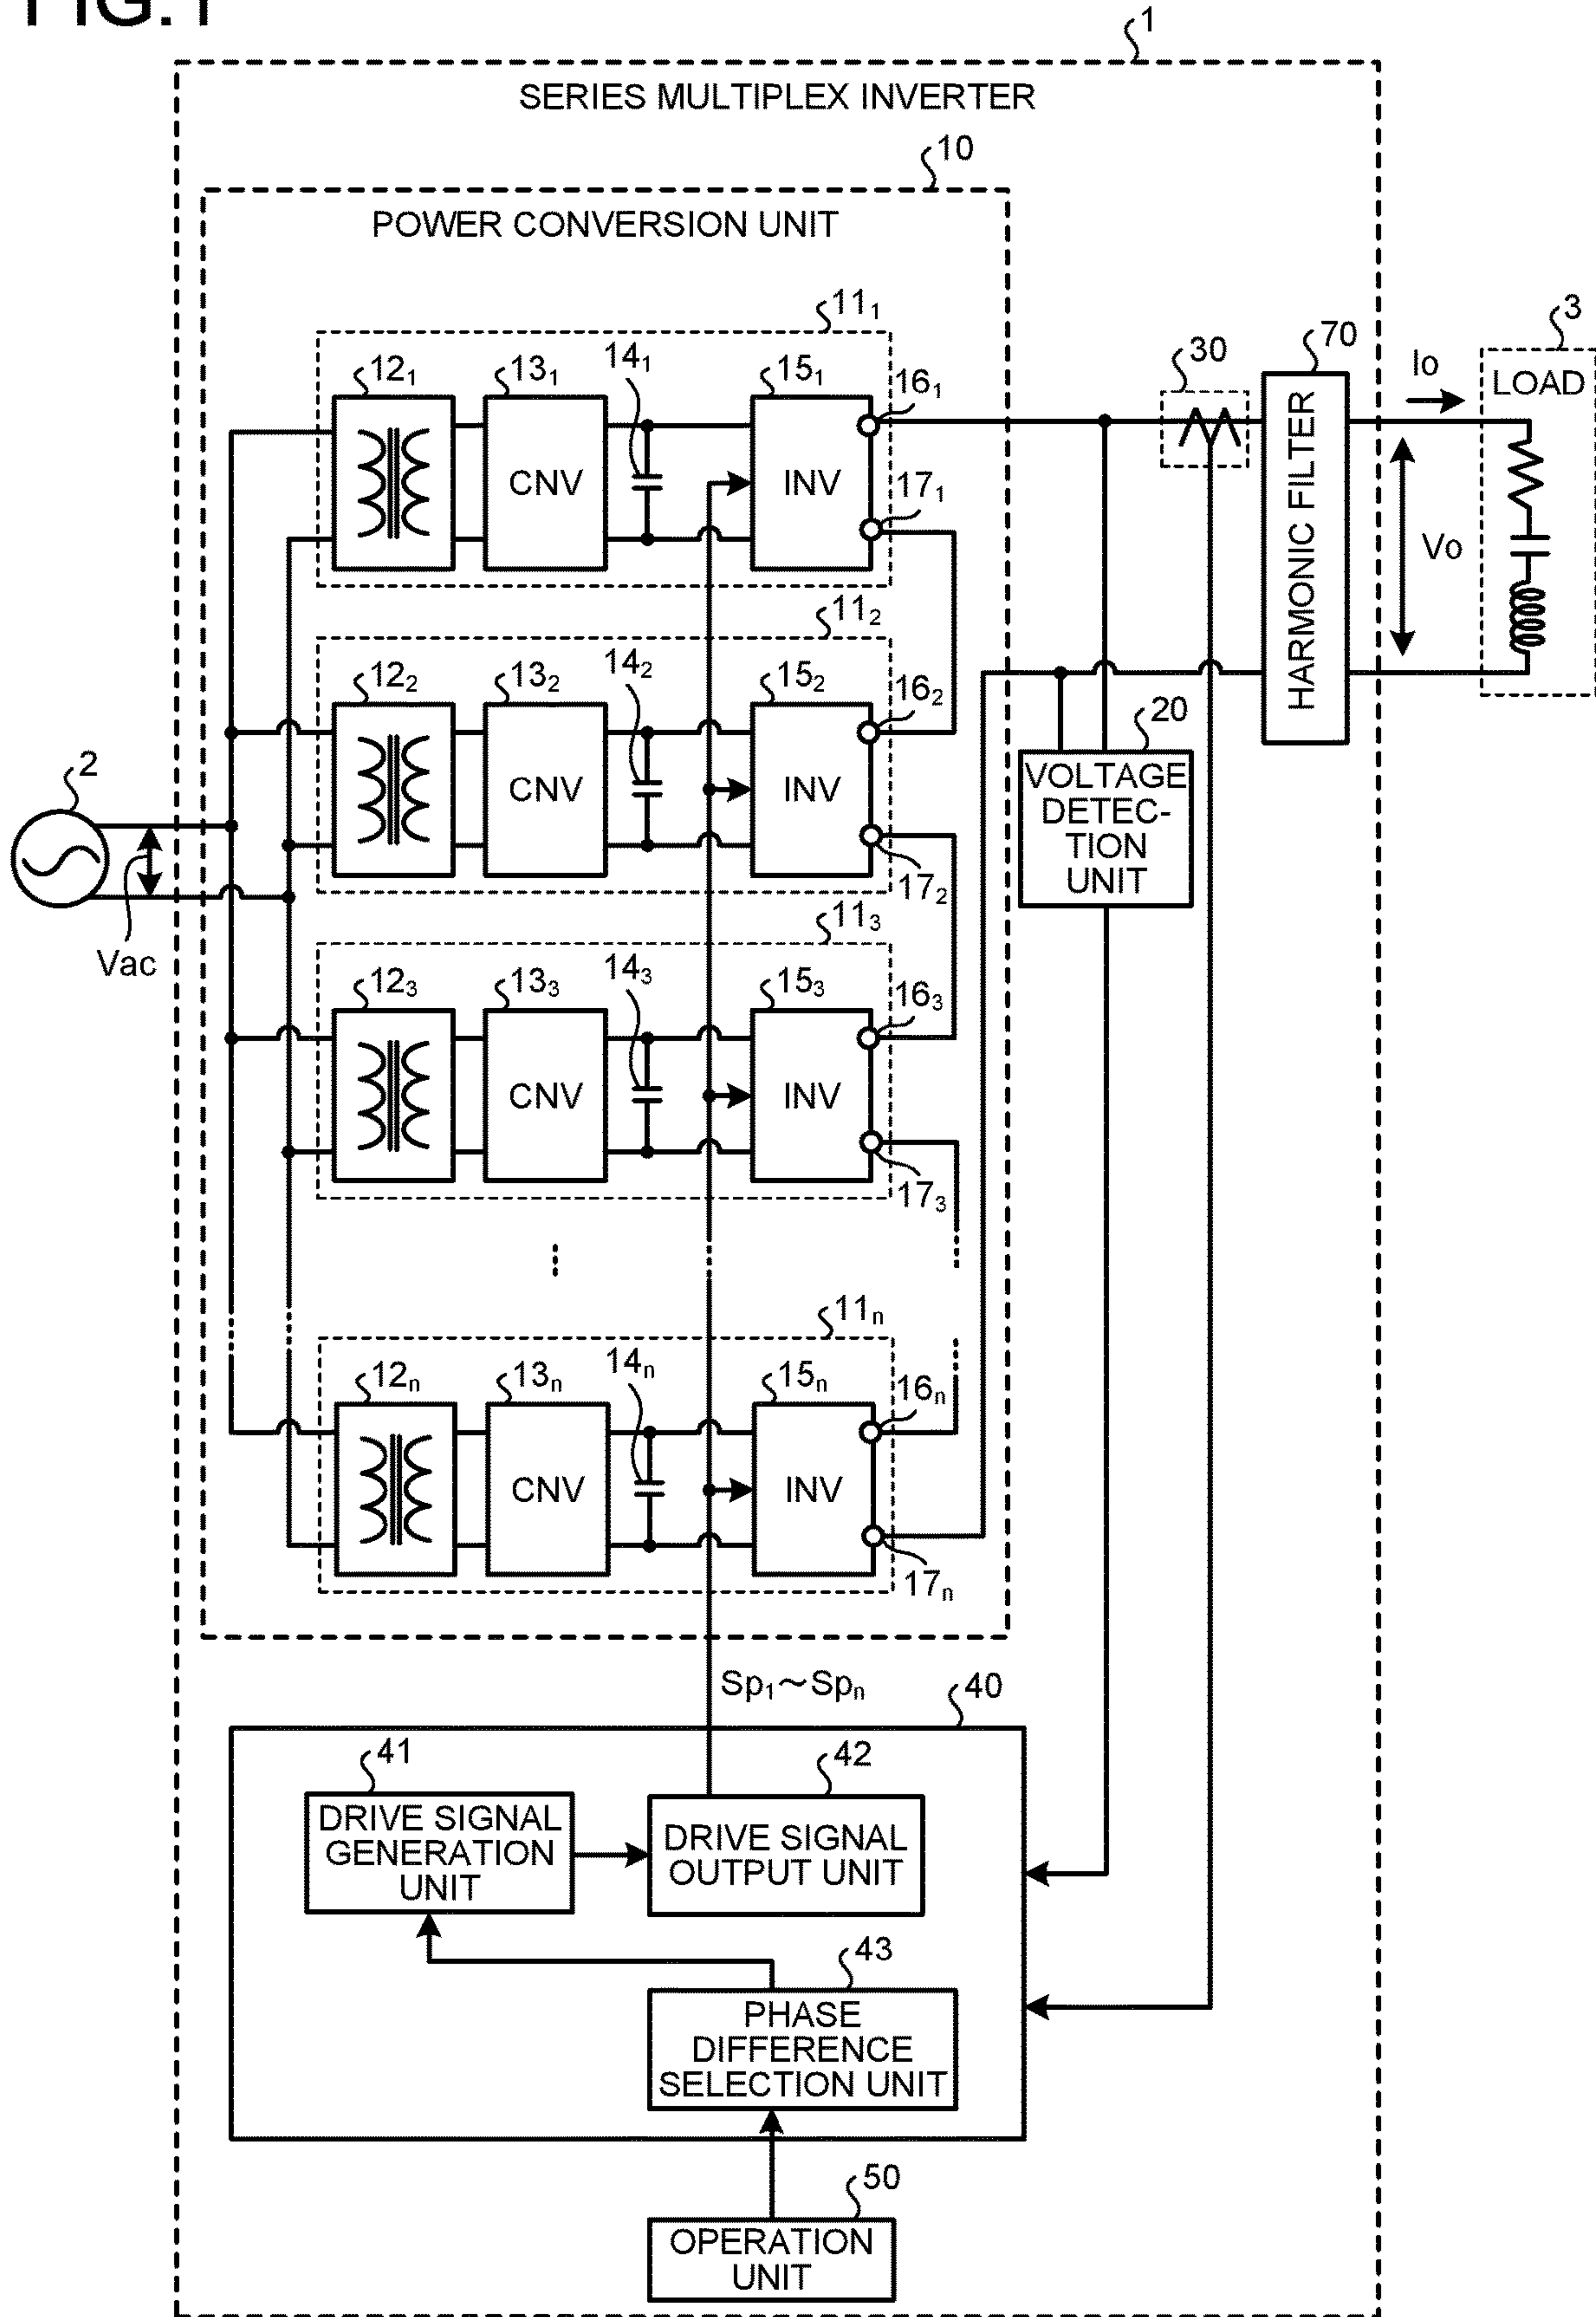 FIG.1
1
SERIES MULTIPLEX INVERTER
10
POWER CONVERSION UNIT
11₁
12₁ 13₁ 14₁ 15₁ 16₁
CNV INV
17₁
30 70 Io 3
LOAD
HARMONIC FILTER
Vo
11₂
12₂ 13₂ 14₂ 15₂ 16₂
CNV INV
17₂
20
VOLTAGE
DETEC-
TION
UNIT
2
Vac
11₃
12₃ 13₃ 14₃ 15₃ 16₃
CNV INV
17₃
11ₙ
12ₙ 13ₙ 14ₙ 15ₙ 16ₙ
CNV INV
17ₙ
Sp₁~Spₙ
40
41
DRIVE SIGNAL
GENERATION
UNIT
42
DRIVE SIGNAL
OUTPUT UNIT
43
PHASE
DIFFERENCE
SELECTION UNIT
50
OPERATION
UNIT